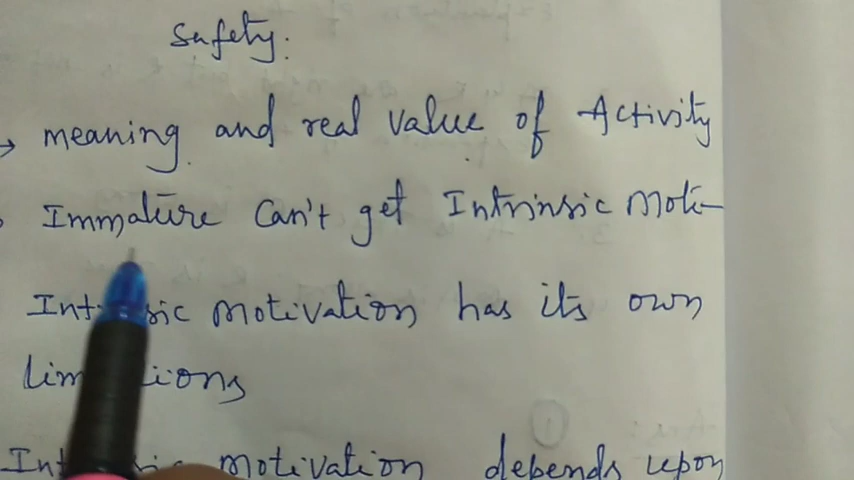 Safety:
→ meaning and real value of Activity
Immature can't get Intrinsic Moti-
motivation has its own
motivation depends upon